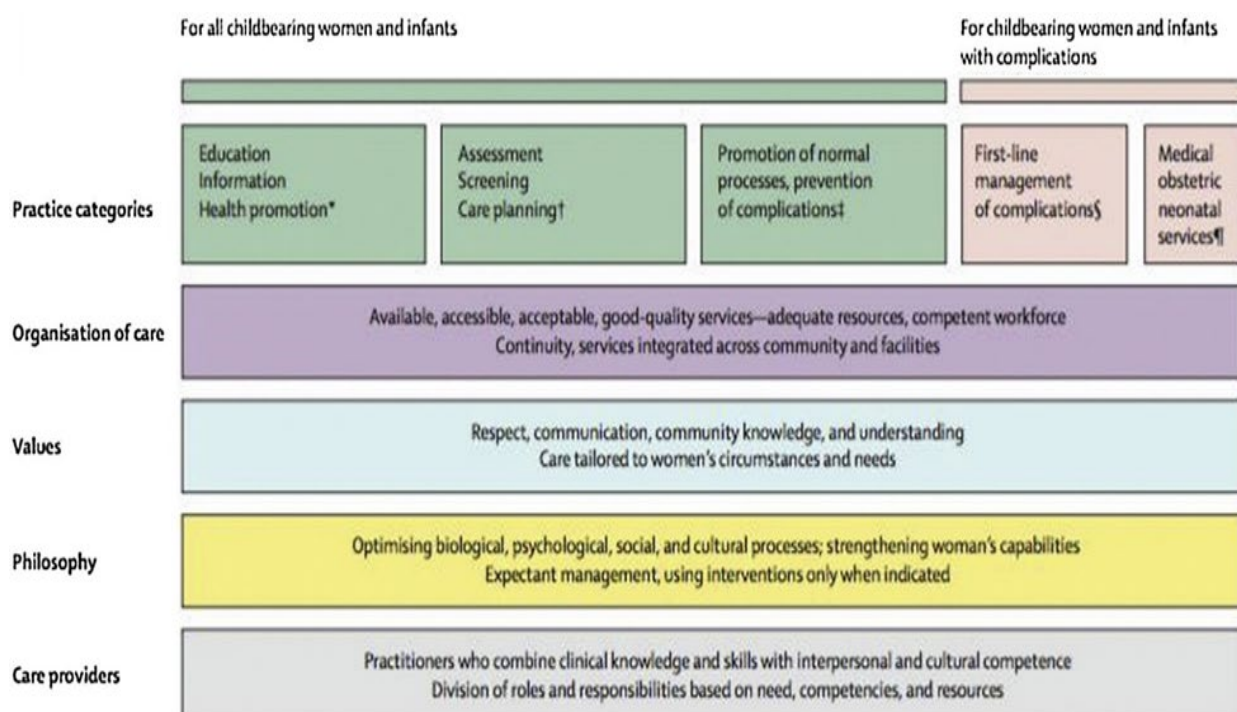 For all childbearing women and infants
For childbearing women and infants
with complications
Practice categories
Education
Information
Health promotion*
Assessment
Screening
Care planning†
Promotion of normal
processes, prevention
of complications‡
First-line
management
of complications§
Medical
obstetric
neonatal
services¶
Organisation of care
Available, accessible, acceptable, good-quality services—adequate resources, competent workforce
Continuity, services integrated across community and facilities
Values
Respect, communication, community knowledge, and understanding
Care tailored to women's circumstances and needs
Philosophy
Optimising biological, psychological, social, and cultural processes; strengthening woman's capabilities
Expectant management, using interventions only when indicated
Care providers
Practitioners who combine clinical knowledge and skills with interpersonal and cultural competence
Division of roles and responsibilities based on need, competencies, and resources